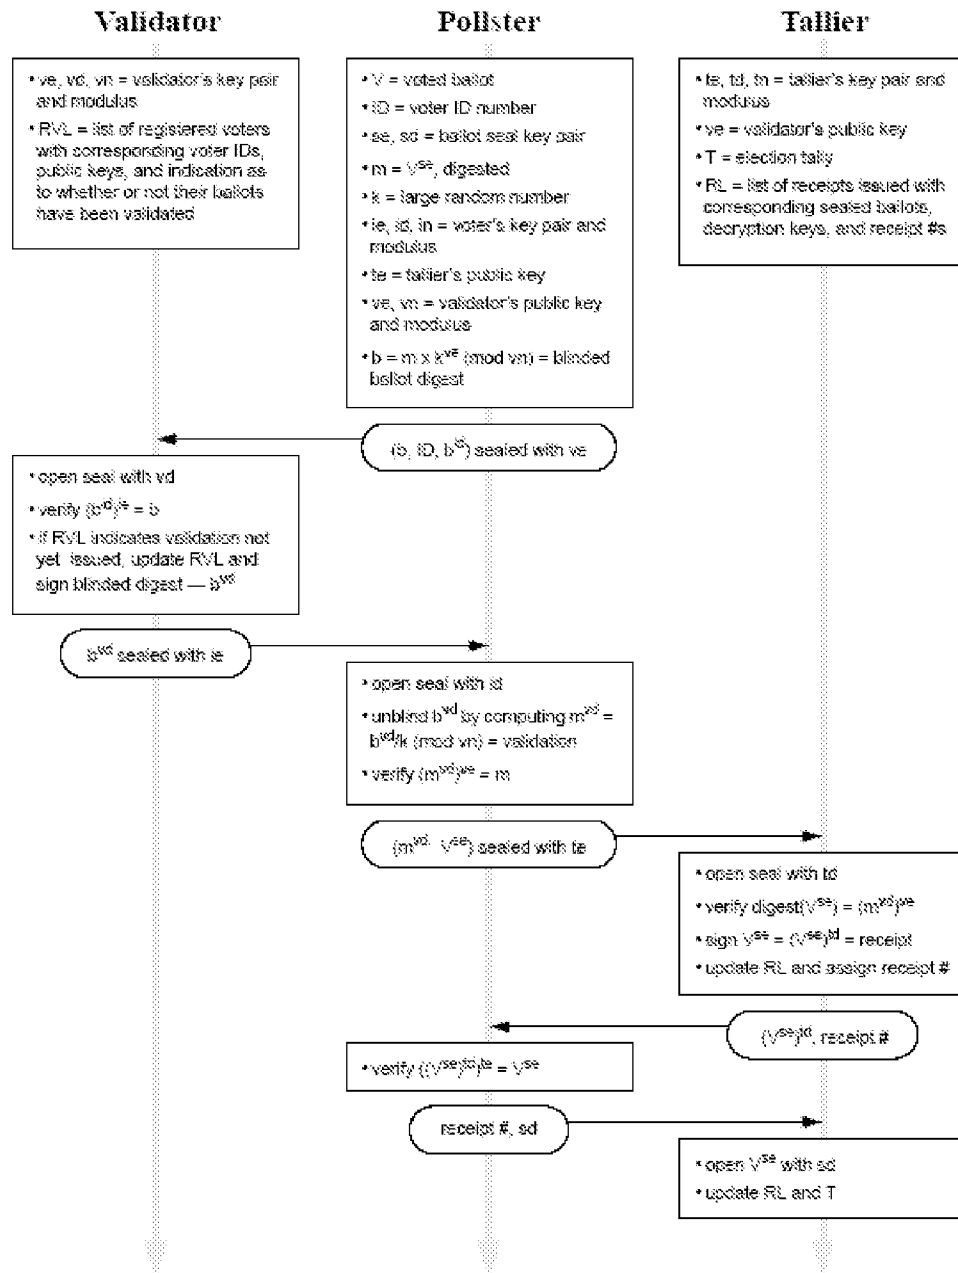 Validator
Pollster
Tallier
• ve, vd, vn = validator's key pair
and modulus
• RVL = list of registered voters
with corresponding voter IDs,
public keys, and indication as
to whether or not their ballots
have been validated
• V = voted ballot
• ID = voter ID number
• se, sd = ballot seal key pair
• m = V^se, digested
• k = large random number
• ie, id, in = voter's key pair and
modulus
• te = tallier's public key
• ve, vn = validator's public key
and modulus
• b = m x k^ve (mod vn) = blinded
ballot digest
• te, td, tn = tallier's key pair and
modulus
• ve = validator's public key
• T = election tally
• RL = list of receipts issued with
corresponding sealed ballots,
decryption keys, and receipt #s
(b, ID, b^id) sealed with ve
• open seal with vd
• verify (b^id)^ie = b
• if RVL indicates validation not
yet issued, update RVL and
sign blinded digest — b^vd
b^vd sealed with ie
• open seal with id
• unblind b^vd by computing m^vd =
b^vd/k (mod vn) = validation
• verify (m^vd)^ve = m
(m^vd, V^se) sealed with te
• open seal with td
• verify digest(V^se) = (m^vd)^ve
• sign V^se = (V^se)^td = receipt
• update RL and assign receipt #
(V^se)^td, receipt #
• verify ((V^se)^td)^te = V^se
receipt #, sd
• open V^se with sd
• update RL and T